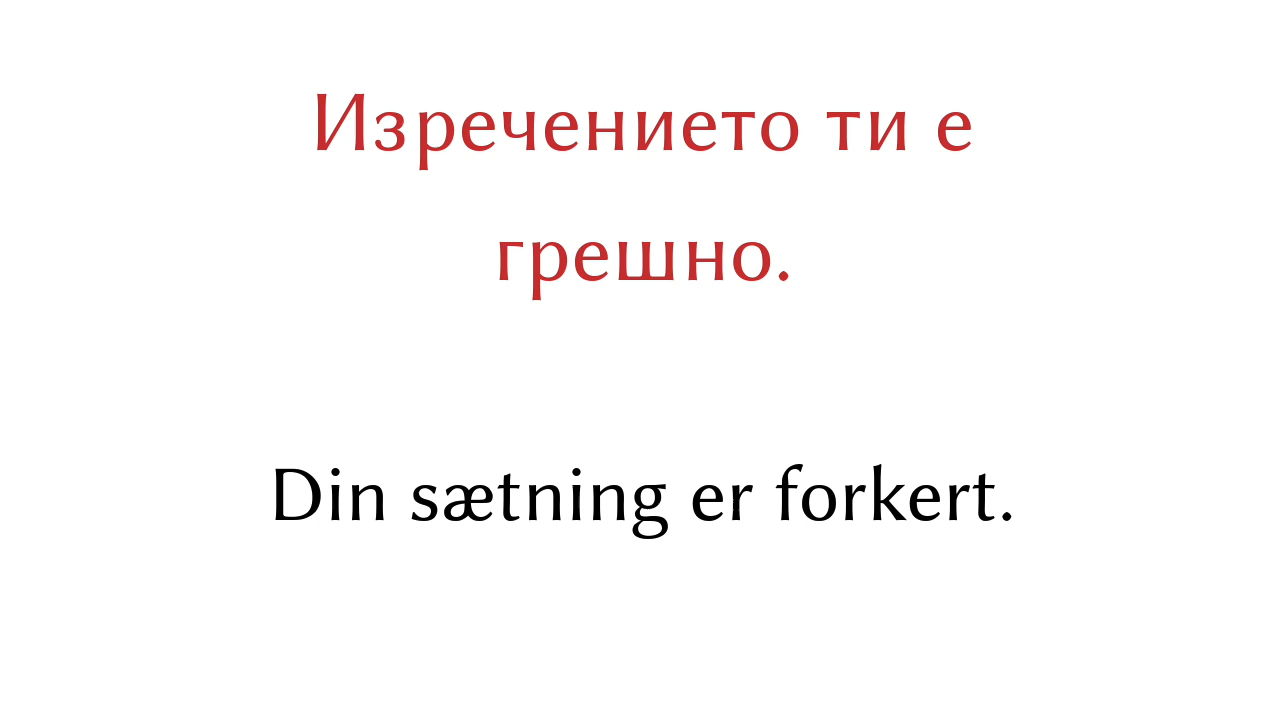 Изречението ти е
грешно.
Din sætning er forkert.